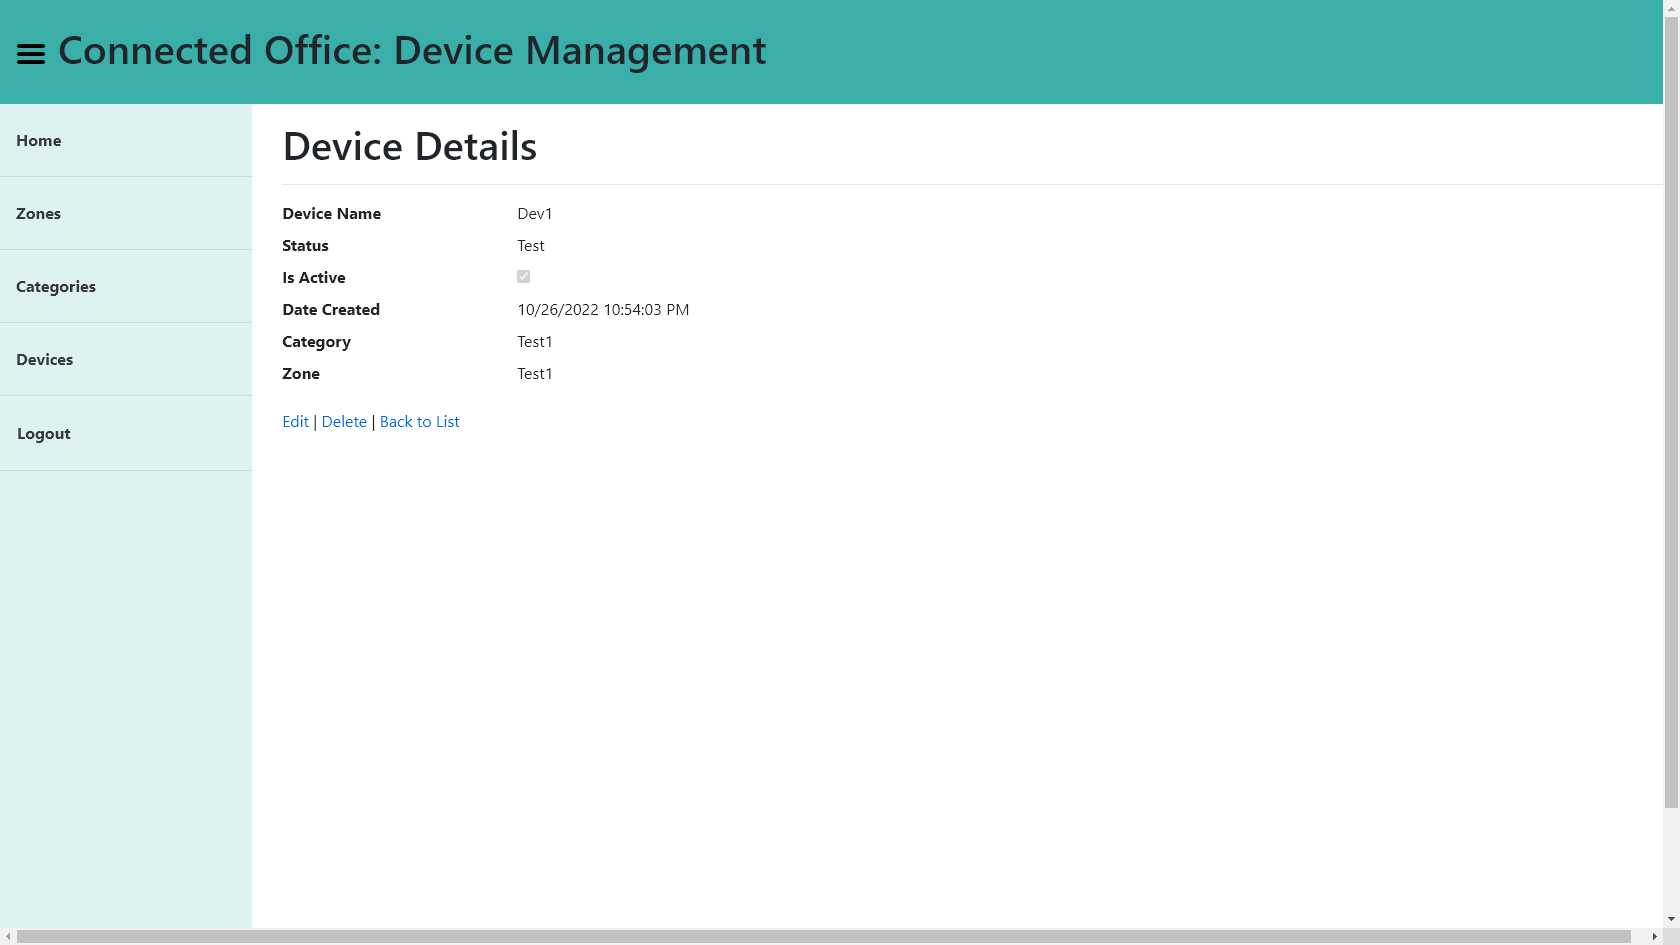 Connected Office: Device Management
Home
Zones
Categories
Devices
Logout
Device Details
Device Name Dev1
Status Test
Is Active
Date Created 10/26/2022 10:54:03 PM
Category Test1
Zone Test1
Edit | Delete | Back to List